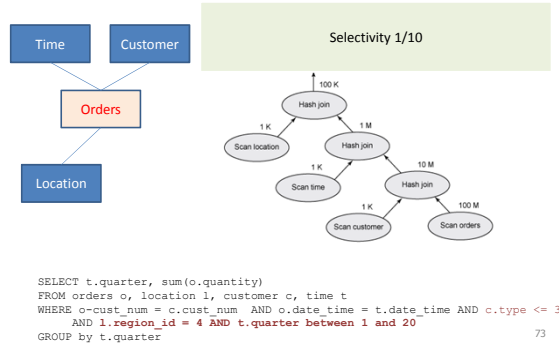 Time
Customer
Selectivity 1/10
Orders
Location
100 K
Hash join
1 K
1 M
Scan location
Hash join
1 K
10 M
Scan time
Hash join
1 K
100 M
Scan customer
Scan orders
SELECT t.quarter, sum(o.quantity)
FROM orders o, location l, customer c, time t
WHERE o-cust_num = c.cust_num AND o.date_time = t.date_time AND c.type <= 3
AND l.region_id = 4 AND t.quarter between 1 and 20
GROUP by t.quarter
73